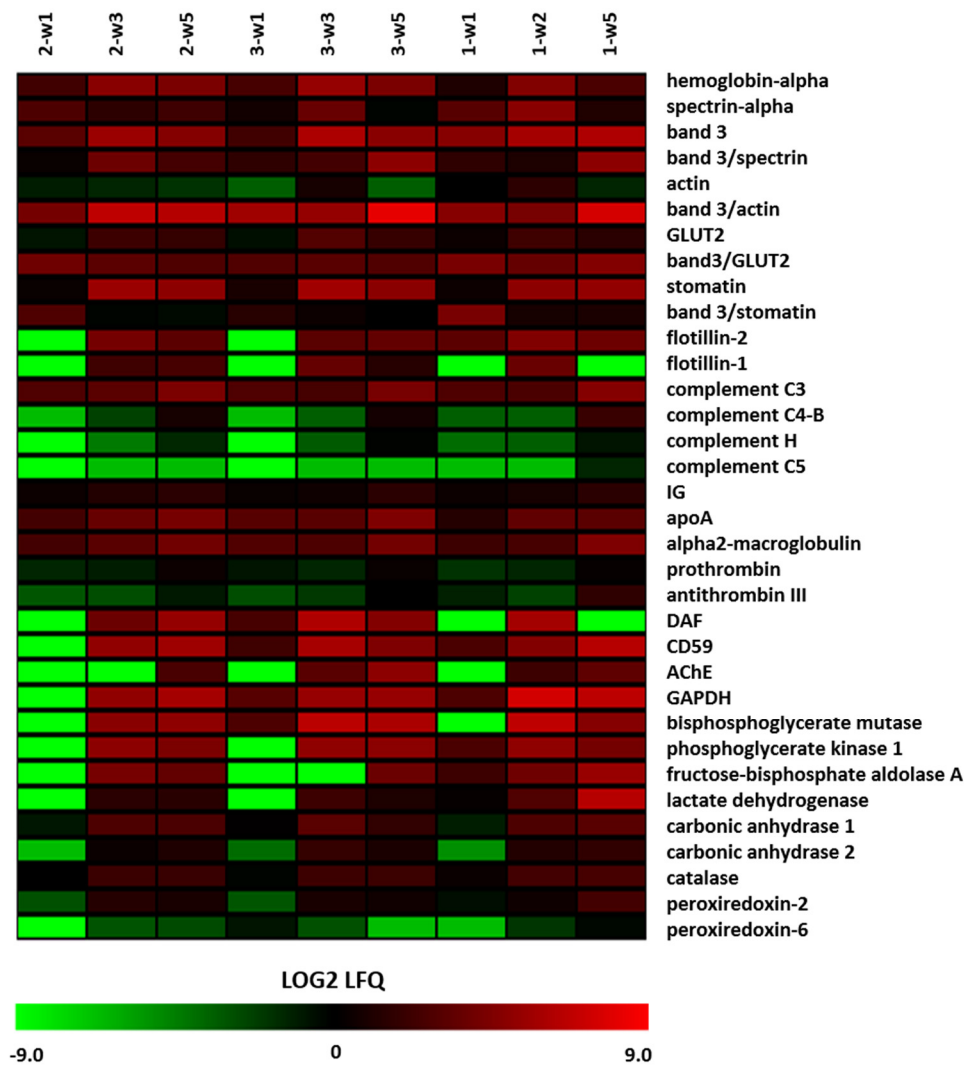 2-w1 2-w3 2-w5 3-w1 3-w3 3-w5 1-w1 1-w2 1-w5
hemoglobin-alpha
spectrin-alpha
band 3
band 3/spectrin
actin
band 3/actin
GLUT2
band3/GLUT2
stomatin
band 3/stomatin
flotillin-2
flotillin-1
complement C3
complement C4-B
complement H
complement C5
IG
apoA
alpha2-macroglobulin
prothrombin
antithrombin III
DAF
CD59
AChE
GAPDH
bisphosphoglycerate mutase
phosphoglycerate kinase 1
fructose-bisphosphate aldolase A
lactate dehydrogenase
carbonic anhydrase 1
carbonic anhydrase 2
catalase
peroxiredoxin-2
peroxiredoxin-6
LOG2 LFQ
-9.0 0 9.0